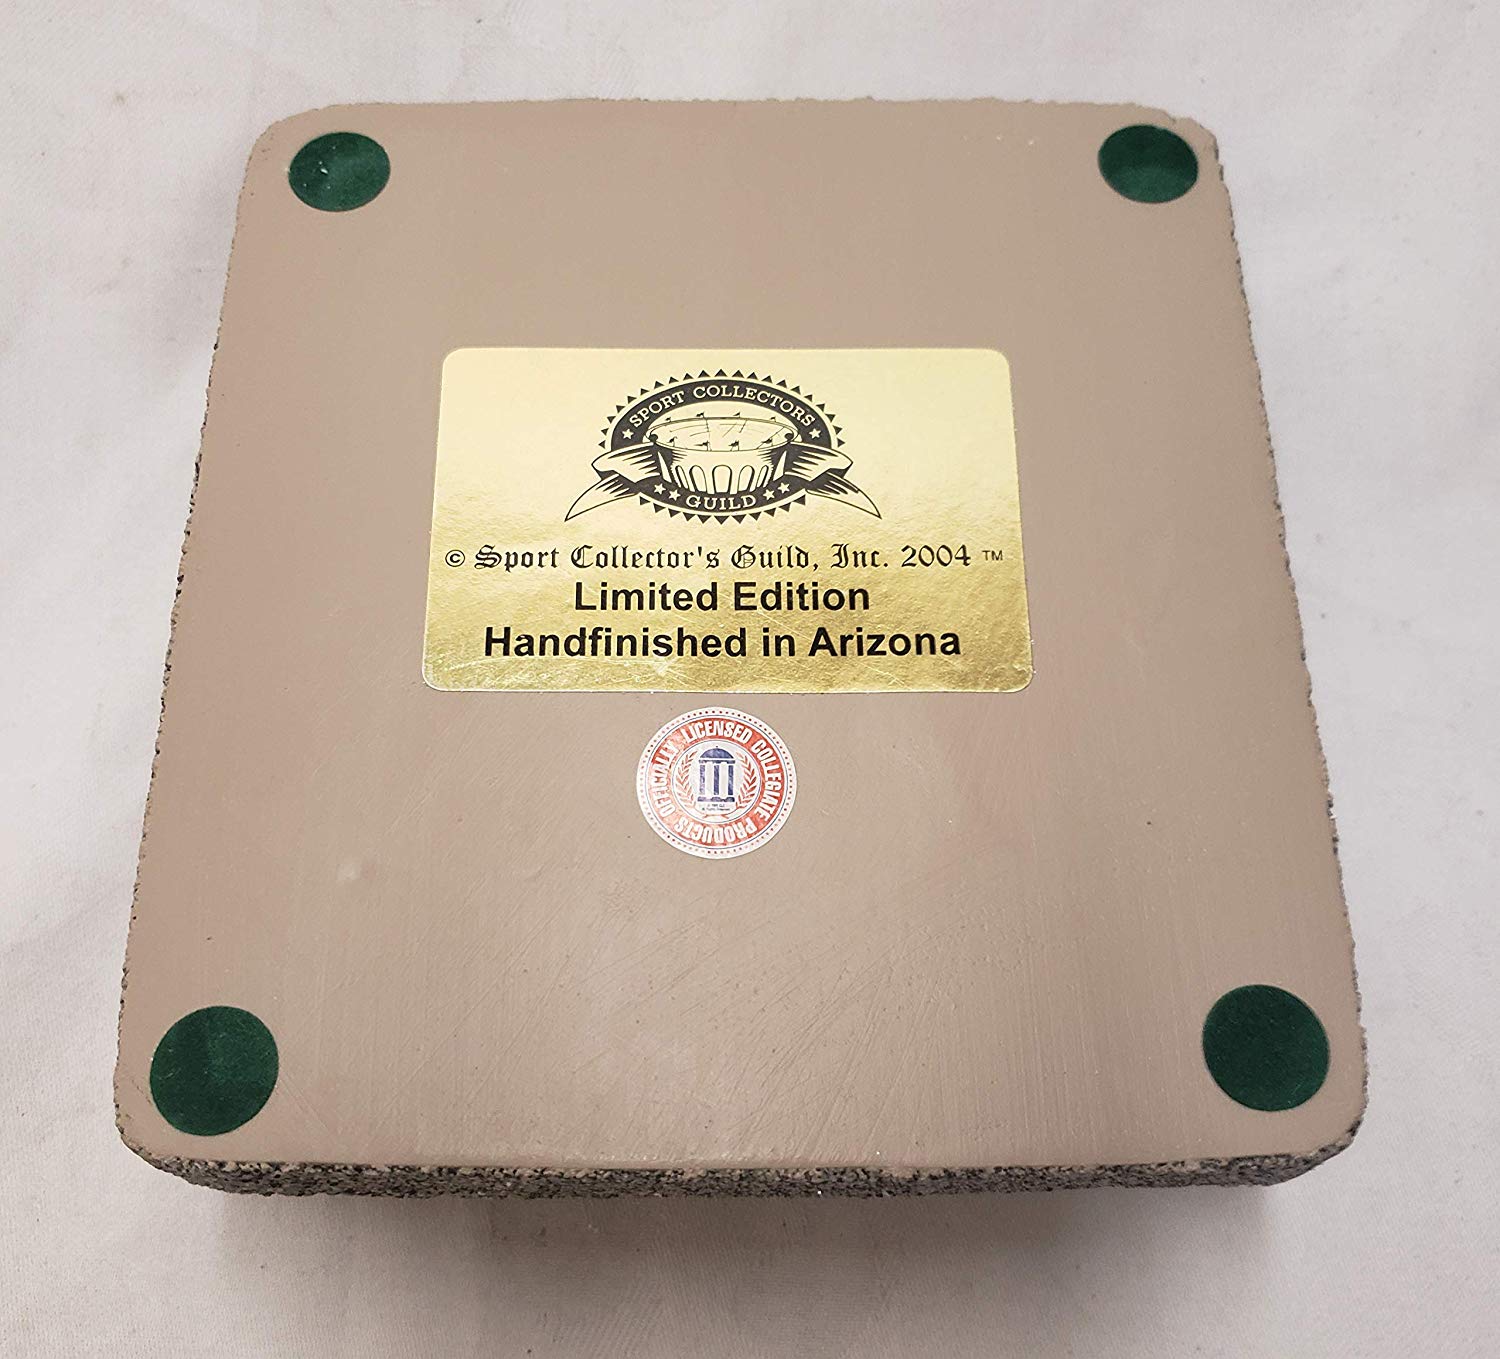 SPORT COLLECTORS
GUILD
© Sport Collector's Guild, Inc. 2004 ™
Limited Edition
Handfinished in Arizona
OFFICIALLY LICENSED COLLEGIATE PRODUCTS